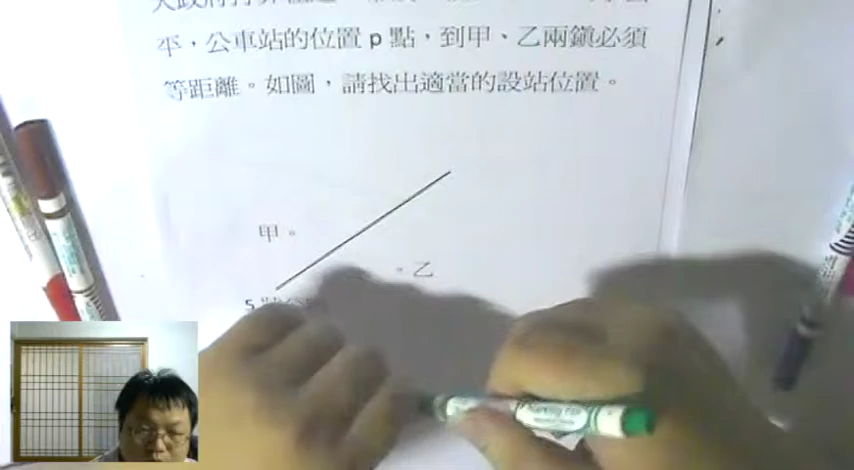 平，公車站的位置 p 點，到甲、乙兩鎮必須
等距離。如圖，請找出適當的設站位置。
甲。
乙
5